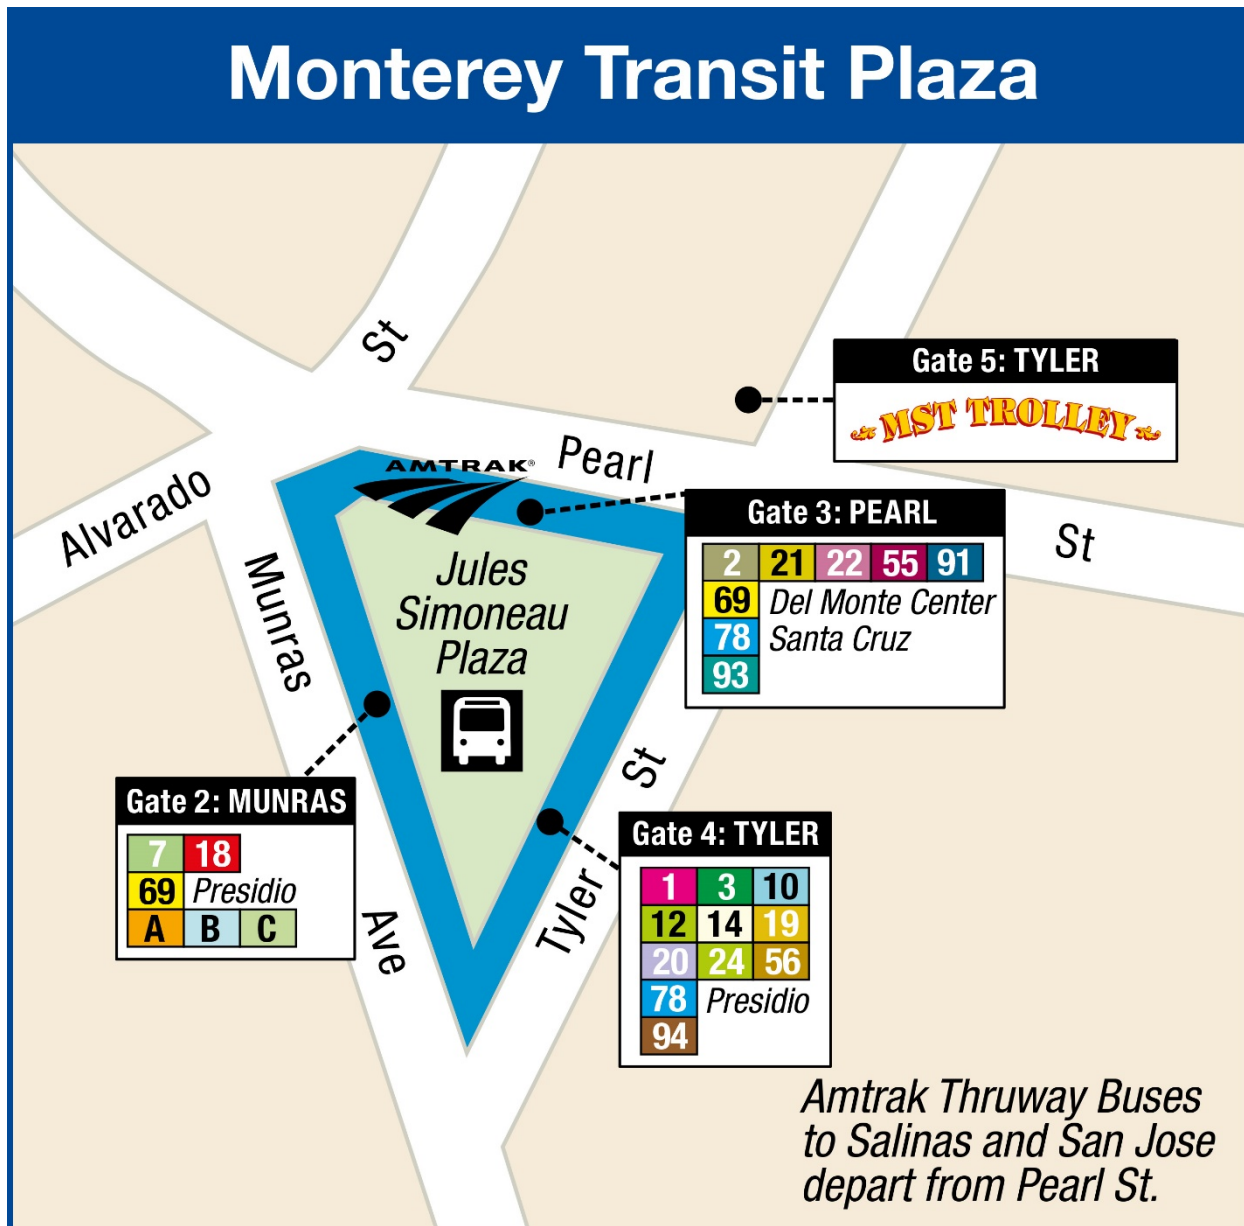 Monterey Transit Plaza
St
Gate 5: TYLER
MST TROLLEY
Pearl
St
AMTRAK®
Alvarado
Gate 3: PEARL
2 21 22 55 91
69 Del Monte Center
78 Santa Cruz
93
Munras
Ave
Jules
Simoneau
Plaza
Gate 2: MUNRAS
7 18
69 Presidio
A B C
Tyler
St
Gate 4: TYLER
1 3 10
12 14 19
20 24 56
78 Presidio
94
Amtrak Thruway Buses
to Salinas and San Jose
depart from Pearl St.